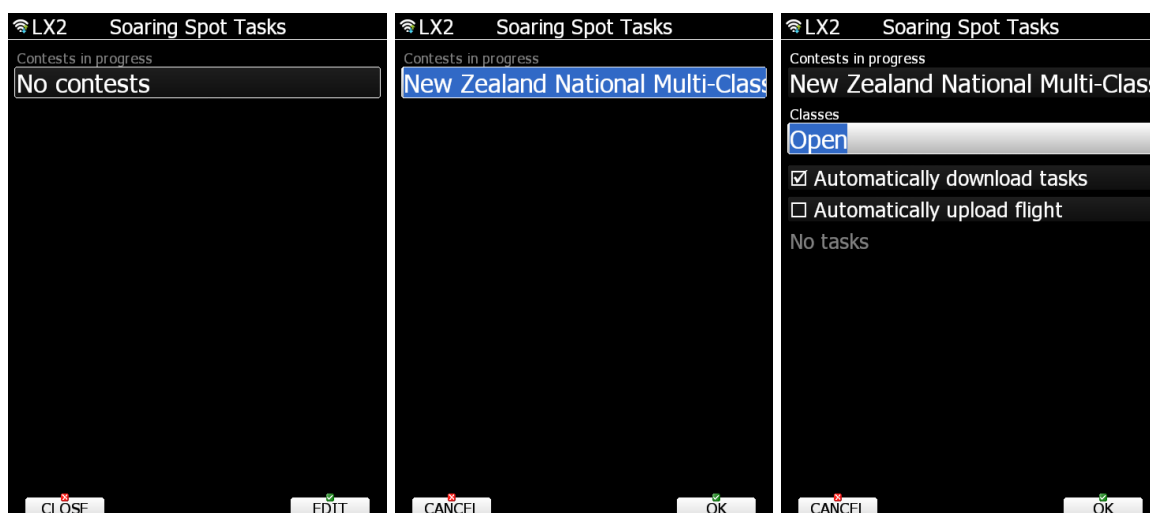 LX2 Soaring Spot Tasks
Contests in progress
No contests
CLOSE EDIT
LX2 Soaring Spot Tasks
Contests in progress
New Zealand National Multi-Class
CANCEL OK
LX2 Soaring Spot Tasks
Contests in progress
New Zealand National Multi-Class
Classes
Open
Automatically download tasks
Automatically upload flight
No tasks
CANCEL OK